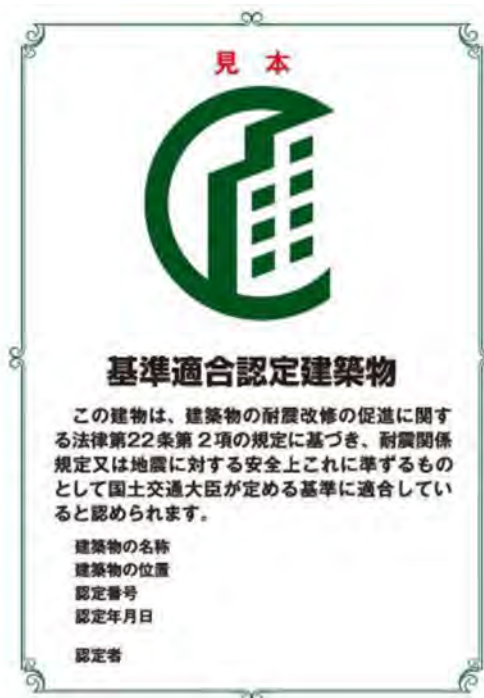 見 本
基準適合認定建築物
この建物は、建築物の耐震改修の促進に関す
る法律第22条第２項の規定に基づき、耐震関係
規定又は地震に対する安全上これに準ずるもの
として国土交通大臣が定める基準に適合してい
ると認められます。
建築物の名称
建築物の位置
認定番号
認定年月日
認定者